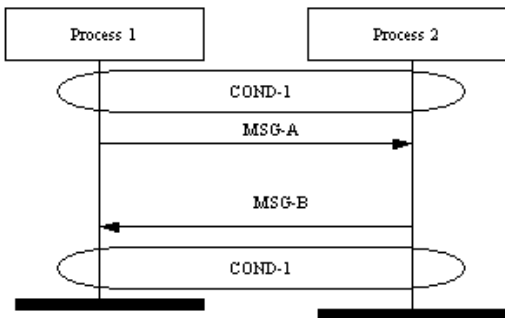 Process 1
Process 2
COND-1
MSG-A
MSG-B
COND-1